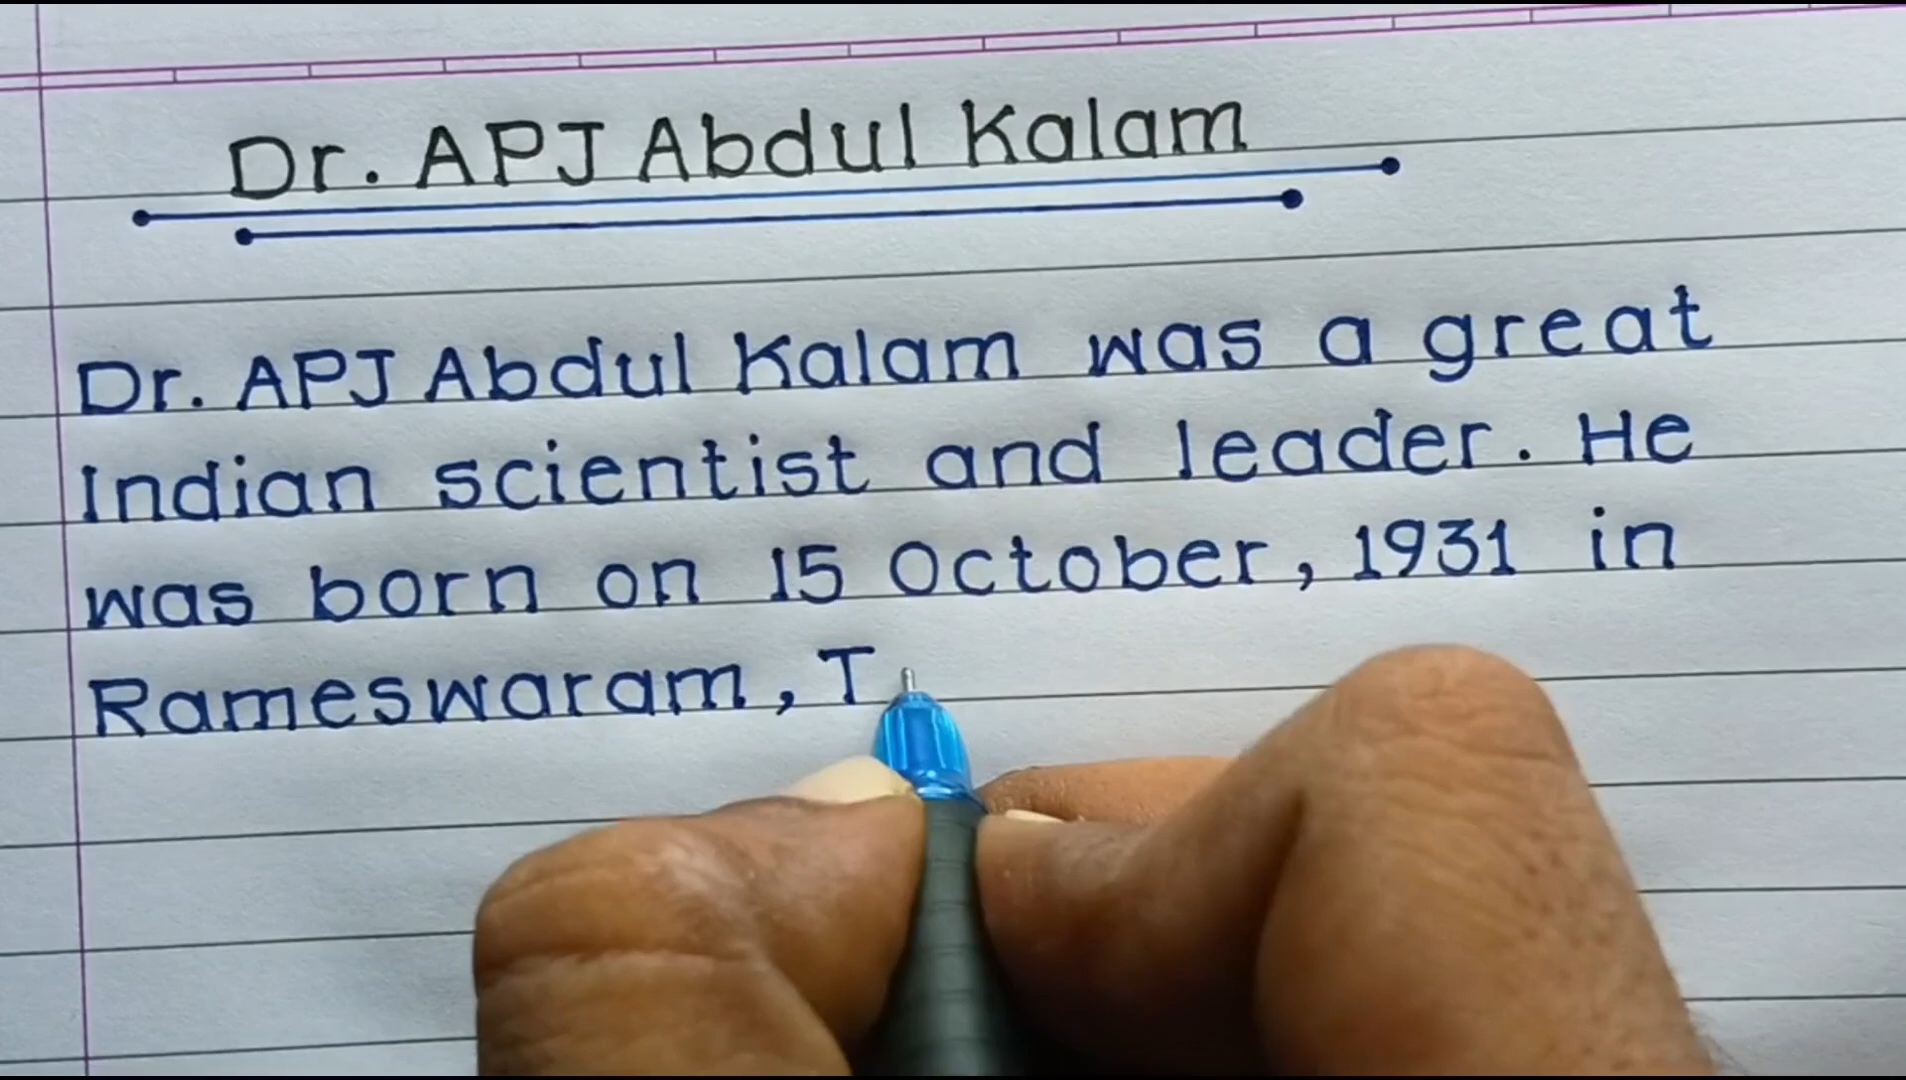 Dr. APJ Abdul Kalam
Dr. APJ Abdul Kalam was a great
Indian scientist and leader. He
was born on 15 October, 1931 in
Rameswaram, T